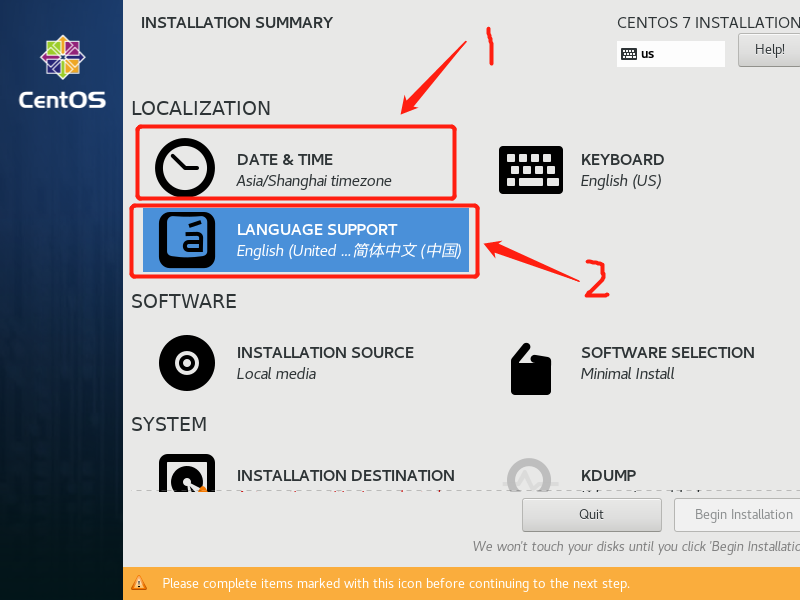 INSTALLATION SUMMARY
CENTOS 7 INSTALLATION
us
Help!
1
CentOS
LOCALIZATION
DATE & TIME
Asia/Shanghai timezone
KEYBOARD
English (US)
LANGUAGE SUPPORT
English (United ...简体中文 (中国)
2
SOFTWARE
INSTALLATION SOURCE
Local media
SOFTWARE SELECTION
Minimal Install
SYSTEM
INSTALLATION DESTINATION
KDUMP
Quit
Begin Installation
We won't touch your disks until you click 'Begin Installatio
Please complete items marked with this icon before continuing to the next step.